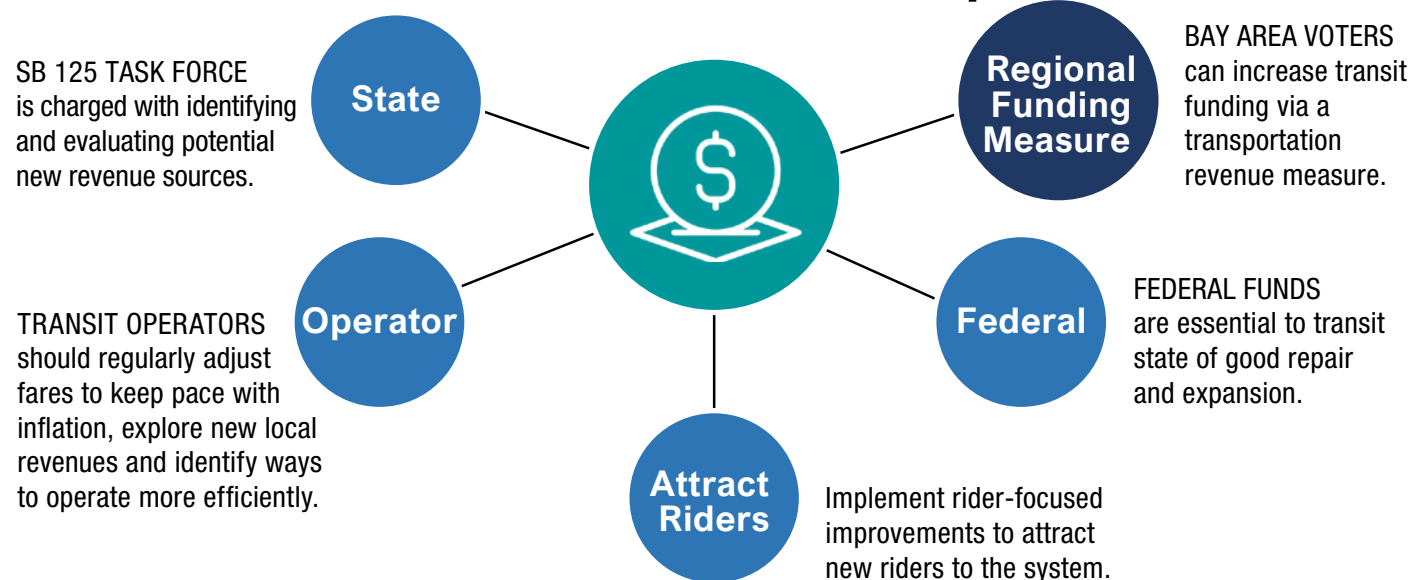 SB 125 TASK FORCE
is charged with identifying
and evaluating potential
new revenue sources.
State
$
Regional
Funding
Measure
BAY AREA VOTERS
can increase transit
funding via a
transportation
revenue measure.
TRANSIT OPERATORS
should regularly adjust
fares to keep pace with
inflation, explore new local
revenues and identify ways
to operate more efficiently.
Operator
Federal
FEDERAL FUNDS
are essential to transit
state of good repair
and expansion.
Attract
Riders
Implement rider-focused
improvements to attract
new riders to the system.